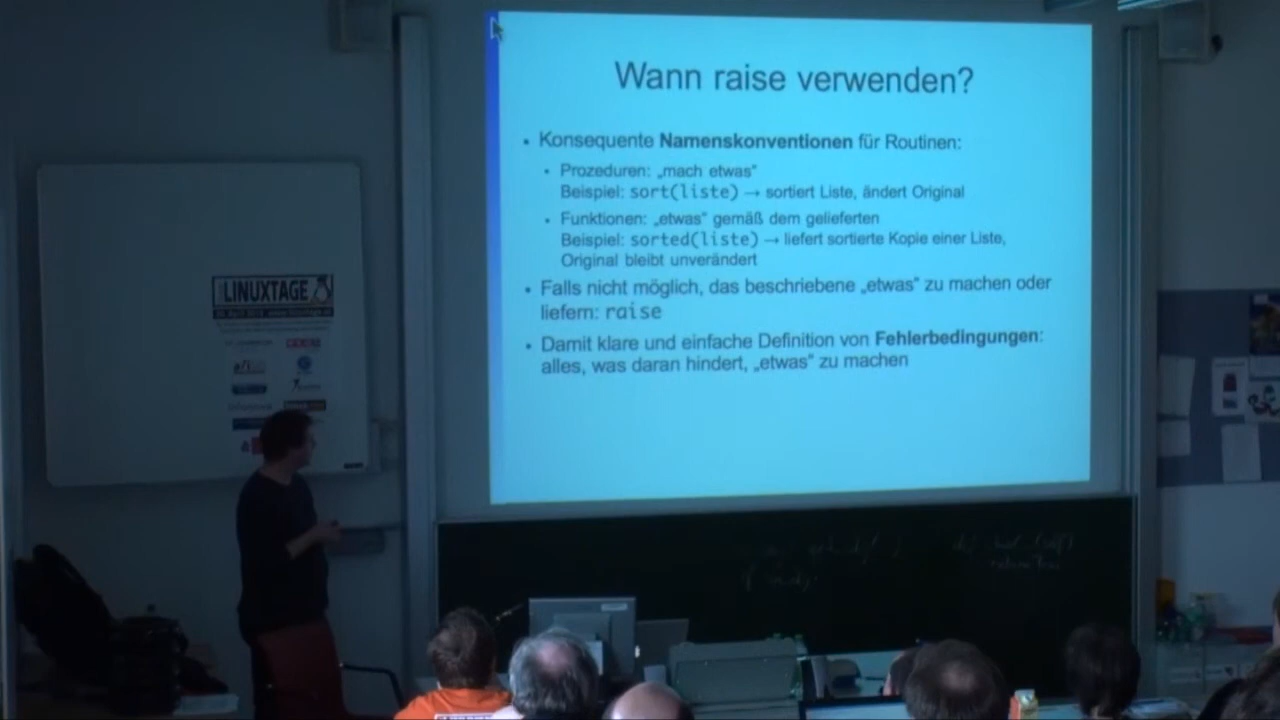 Wann raise verwenden?
• Konsequente Namenskonventionen für Routinen:
• Prozeduren: „mach etwas“
Beispiel: sort(liste) → sortiert Liste, ändert Original
• Funktionen: „etwas“ gemäß dem gelieferten
Beispiel: sorted(liste) → liefert sortierte Kopie einer Liste,
Original bleibt unverändert
• Falls nicht möglich, das beschriebene „etwas“ zu machen oder
liefern: raise
• Damit klare und einfache Definition von Fehlerbedingungen:
alles, was daran hindert, „etwas“ zu machen
LINUXTAGE